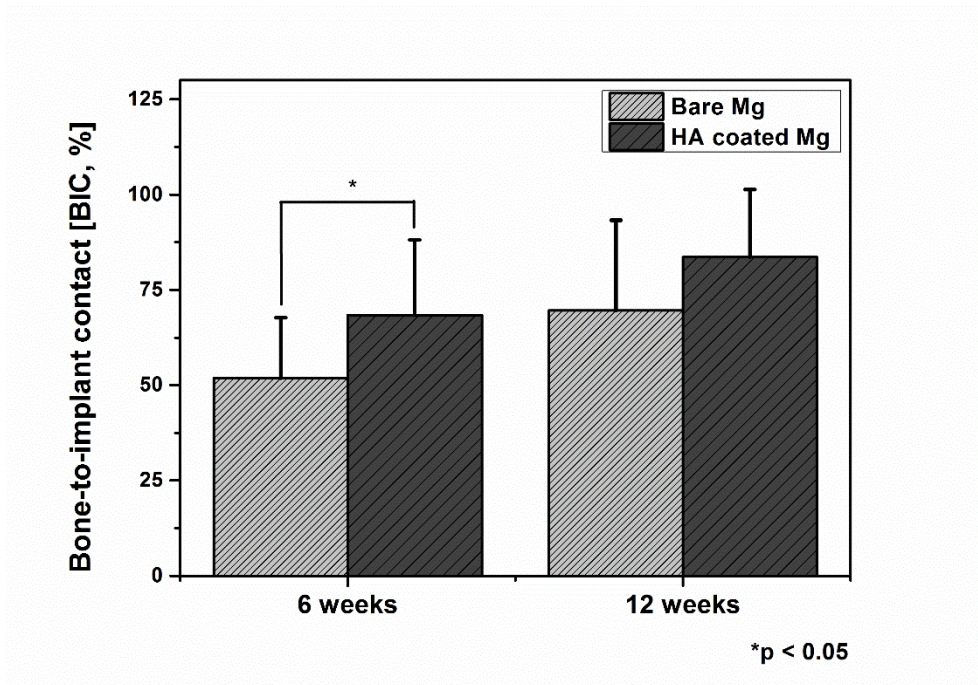 Bone-to-implant contact [BIC, %]
125
100
75
50
25
0
Bare Mg
HA coated Mg
*
6 weeks
12 weeks
*p < 0.05